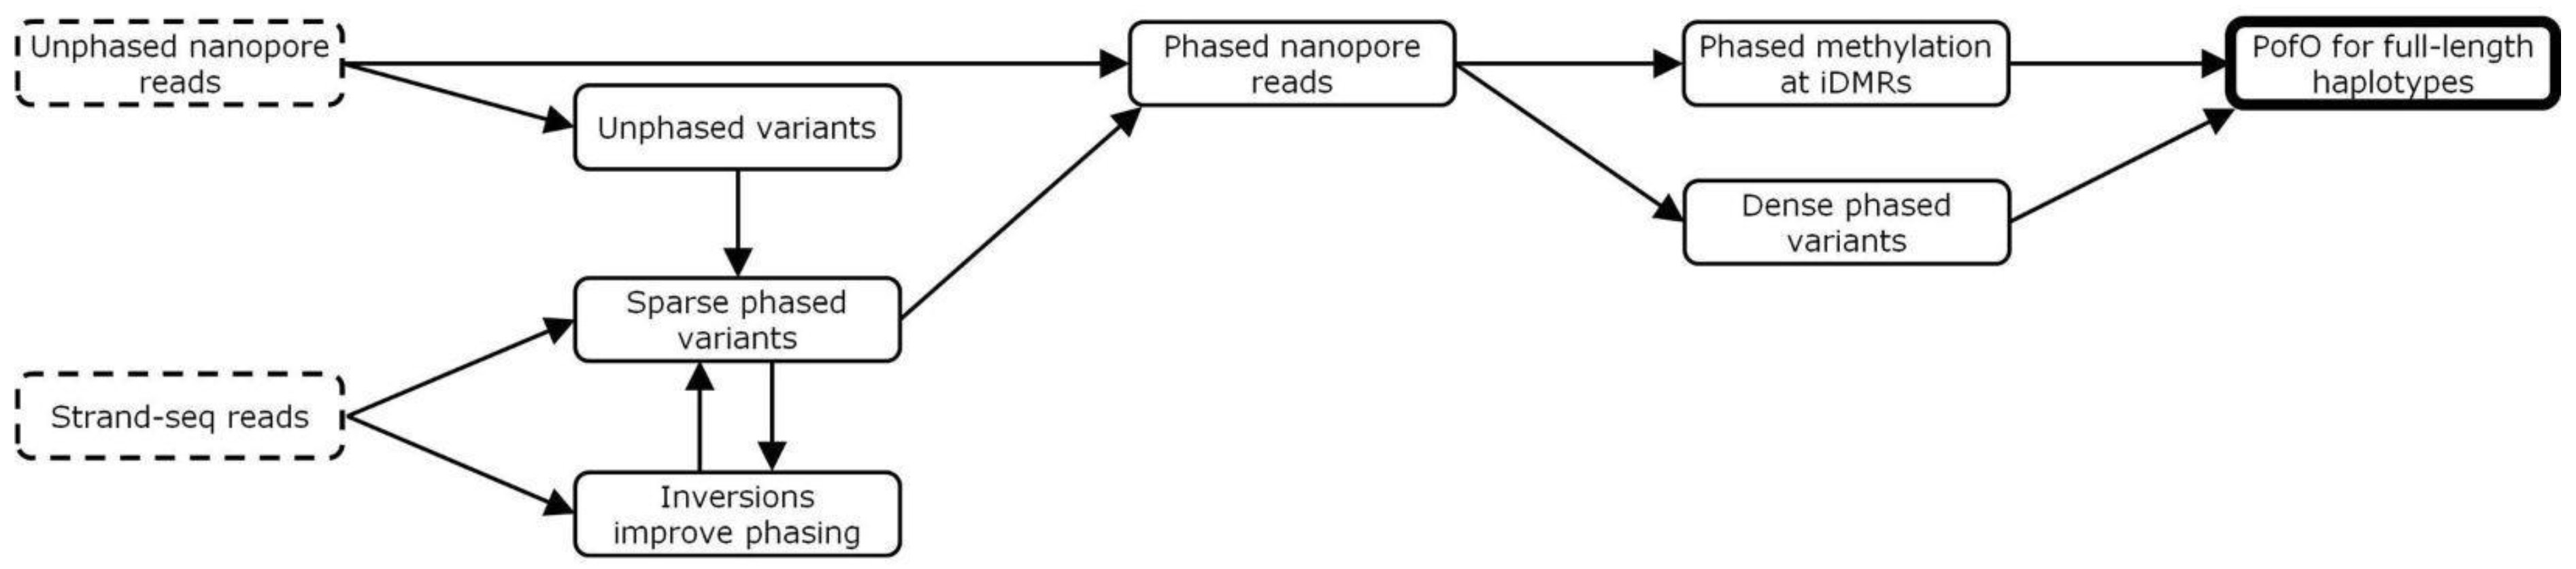 Unphased nanopore
reads
Unphased variants
Sparse phased
variants
Strand-seq reads
Inversions
improve phasing
Phased nanopore
reads
Phased methylation
at iDMRs
Dense phased
variants
PofO for full-length
haplotypes